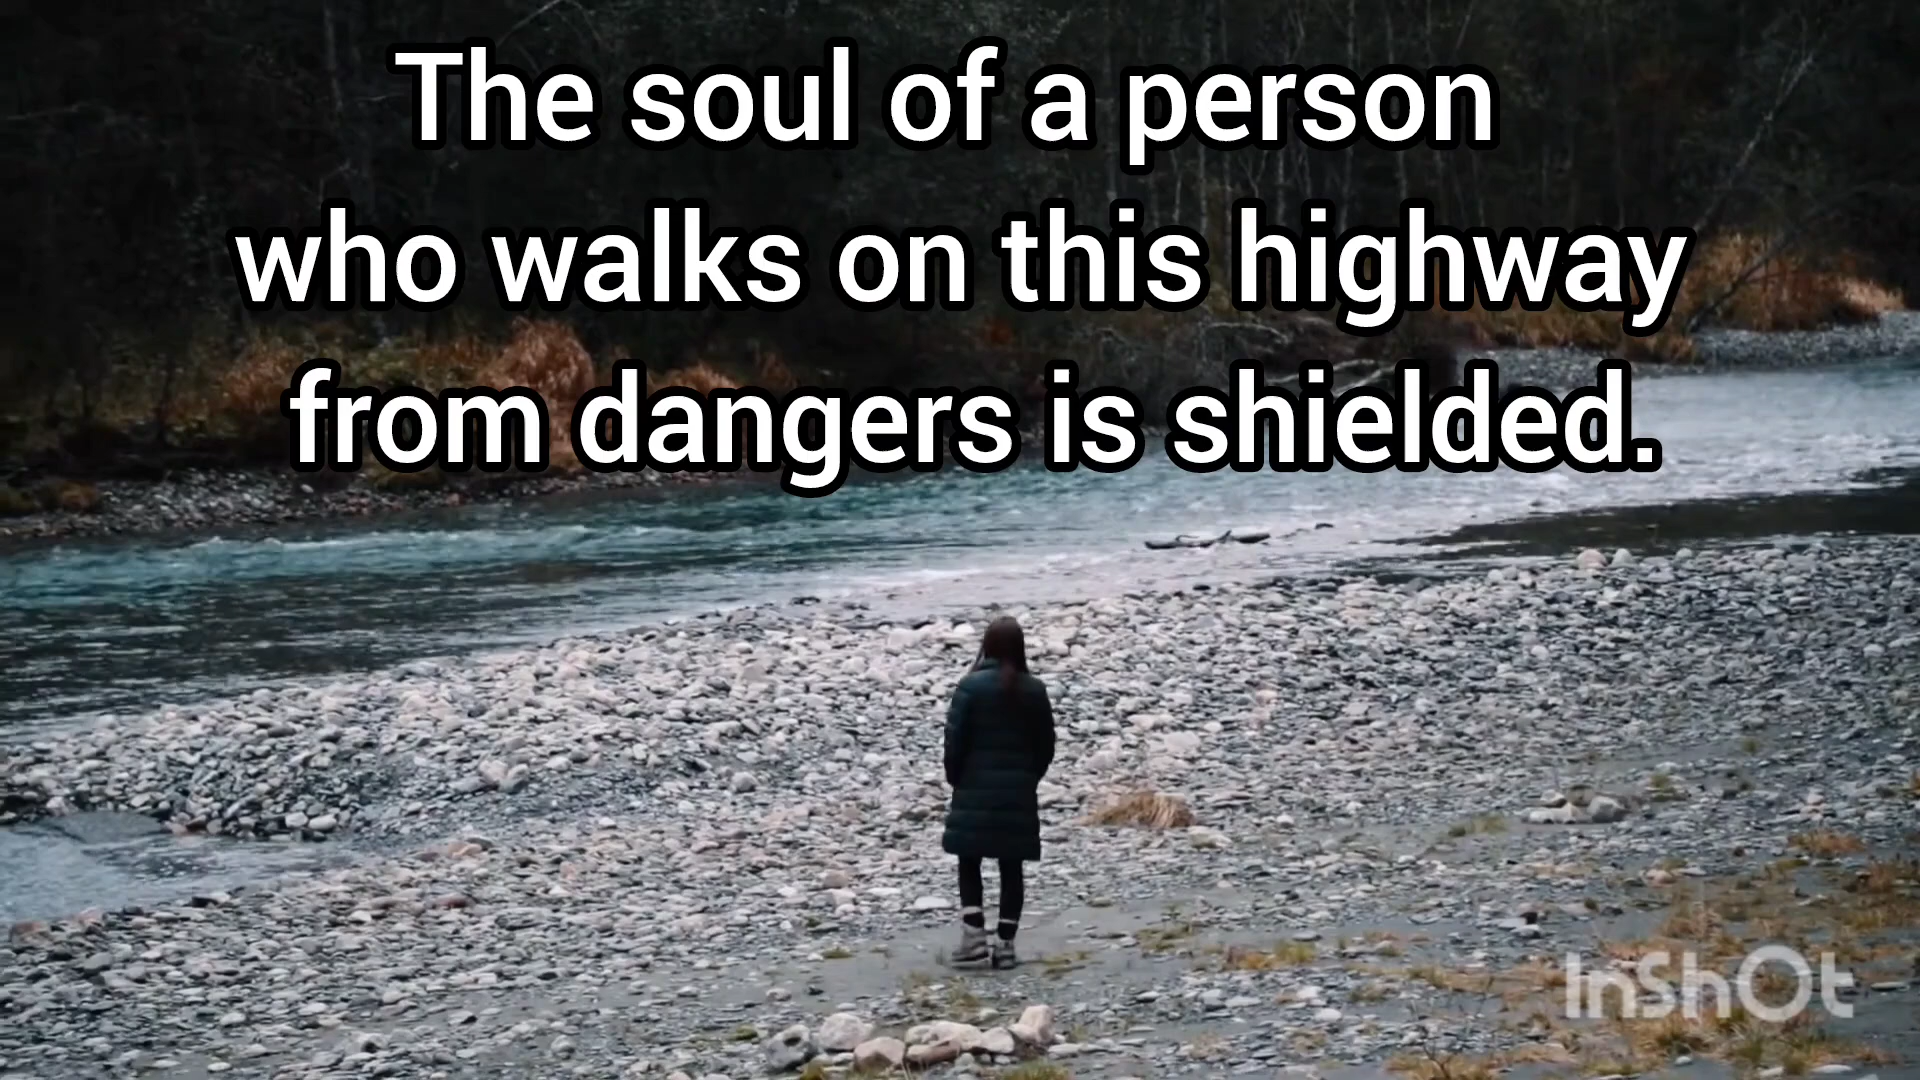 The soul of a person
who walks on this highway
from dangers is shielded.
InShOt